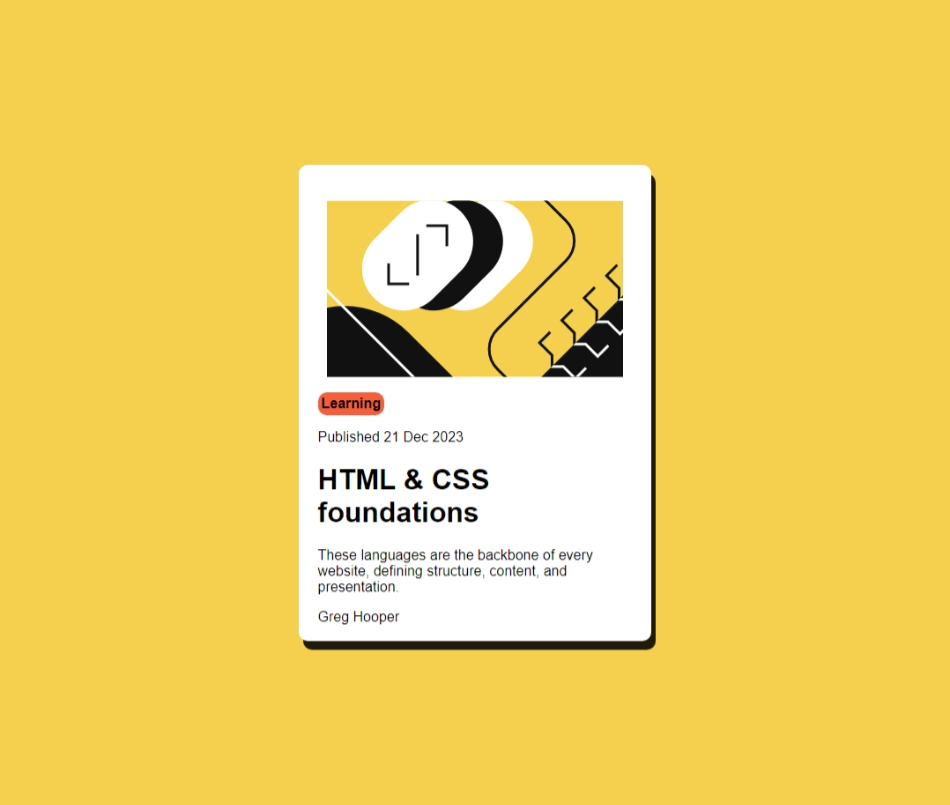 Learning
Published 21 Dec 2023
HTML & CSS
foundations
These languages are the backbone of every
website, defining structure, content, and
presentation.
Greg Hooper